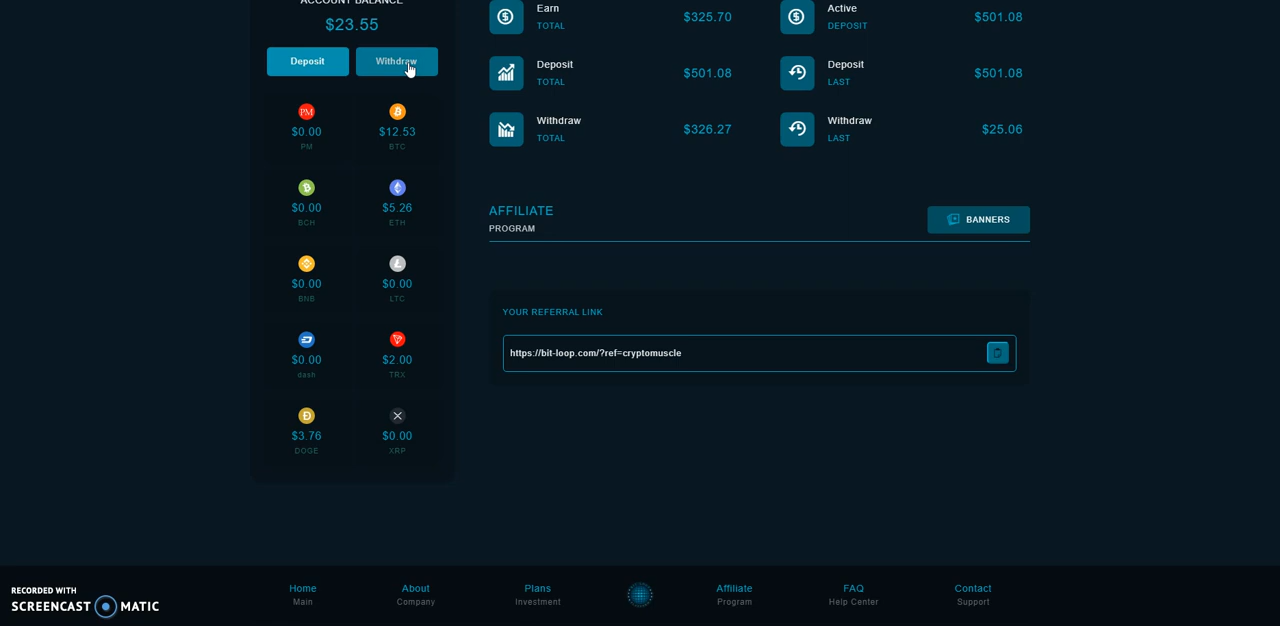 ACCOUNT BALANCE
$23.55
Deposit
Withdraw
PM
$0.00
PM
$12.53
BTC
$0.00
BCH
$5.26
ETH
$0.00
BNB
$0.00
LTC
$0.00
dash
$2.00
TRX
$3.76
DOGE
$0.00
XRP
Earn
TOTAL
$325.70
Active
DEPOSIT
$501.08
Deposit
TOTAL
$501.08
Deposit
LAST
$501.08
Withdraw
TOTAL
$326.27
Withdraw
LAST
$25.06
AFFILIATE
PROGRAM
BANNERS
YOUR REFERRAL LINK
https://bit-loop.com/?ref=cryptomuscle
RECORDED WITH
SCREENCAST MATIC
Home
Main
About
Company
Plans
Investment
Affiliate
Program
FAQ
Help Center
Contact
Support